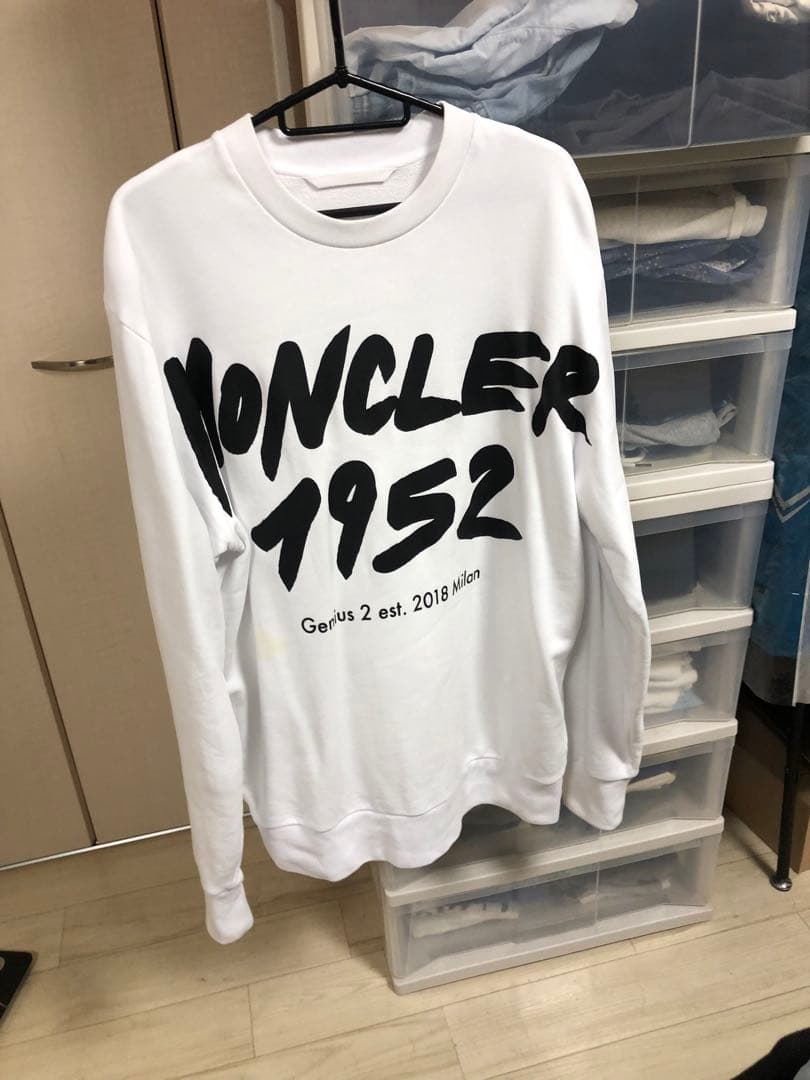 MONCLER
1952
Genius 2 est. 2018 Milan